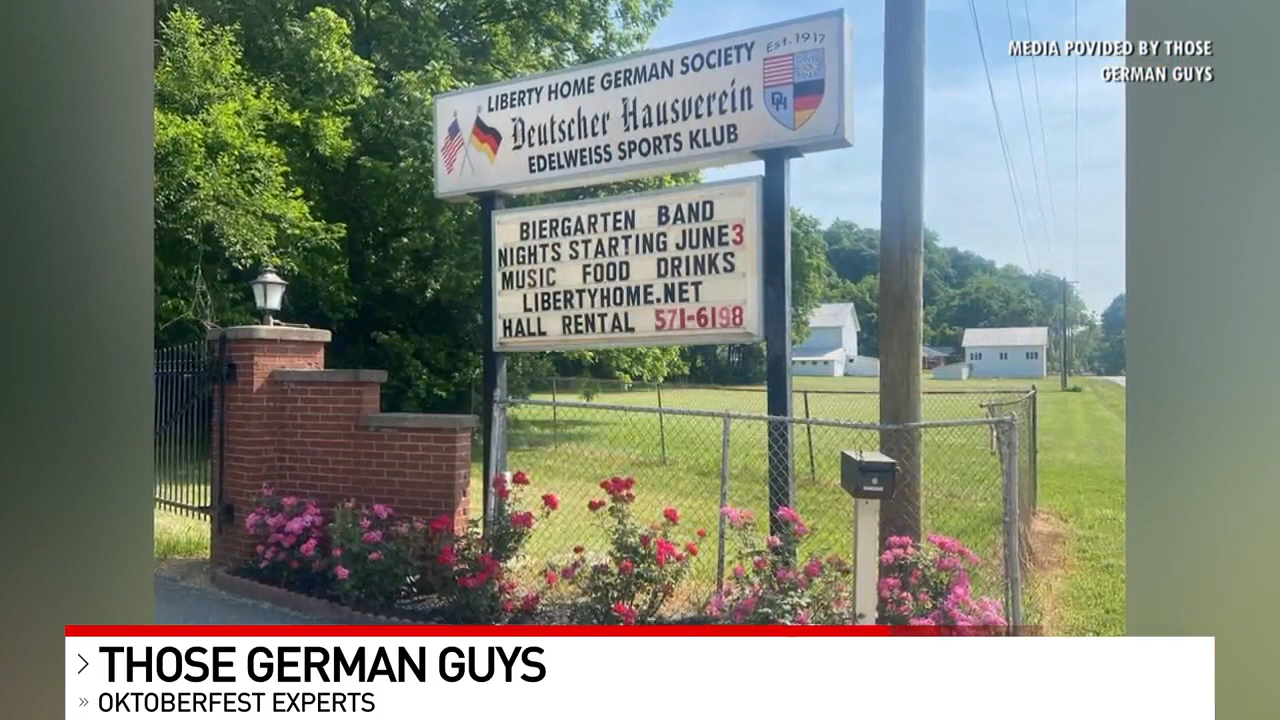 MEDIA POVIDED BY THOSE
GERMAN GUYS
LIBERTY HOME GERMAN SOCIETY
Est. 1917
Deutscher Hausverein
DH
EDELWEISS SPORTS KLUB
BIERGARTEN BAND
NIGHTS STARTING JUNE 3
MUSIC FOOD DRINKS
LIBERTYHOME.NET
HALL RENTAL 571-6198
THOSE GERMAN GUYS
OKTOBERFEST EXPERTS